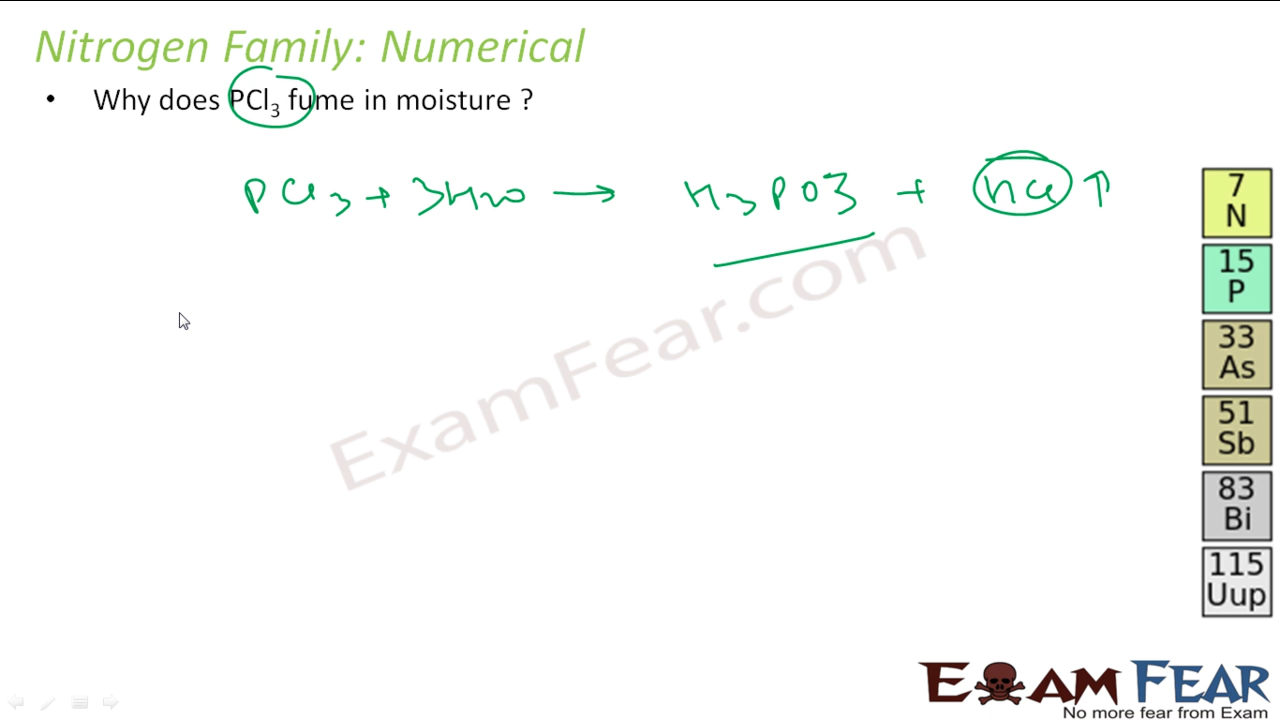 Nitrogen Family: Numerical
• Why does PCl₃ fume in moisture ?
PCl₃ + 3H₂O → H₃PO3 + HCl ↑
ExamFear.com
7
N
15
P
33
As
51
Sb
83
Bi
115
Uup
EXAM FEAR
No more fear from Exam